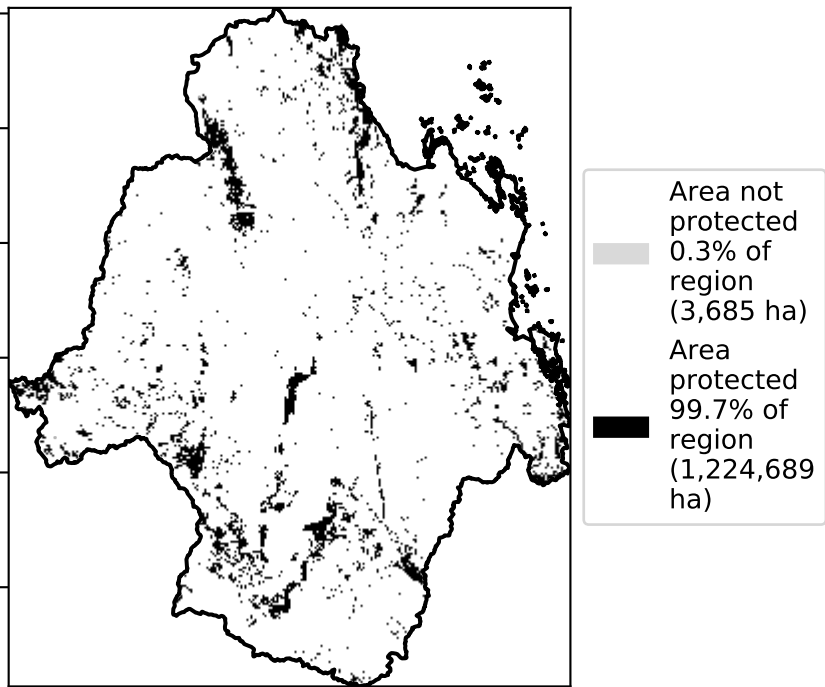 Area not
protected
0.3% of
region
(3,685 ha)
Area
protected
99.7% of
region
(1,224,689
ha)